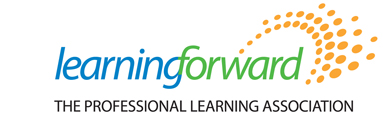 learningforward
THE PROFESSIONAL LEARNING ASSOCIATION